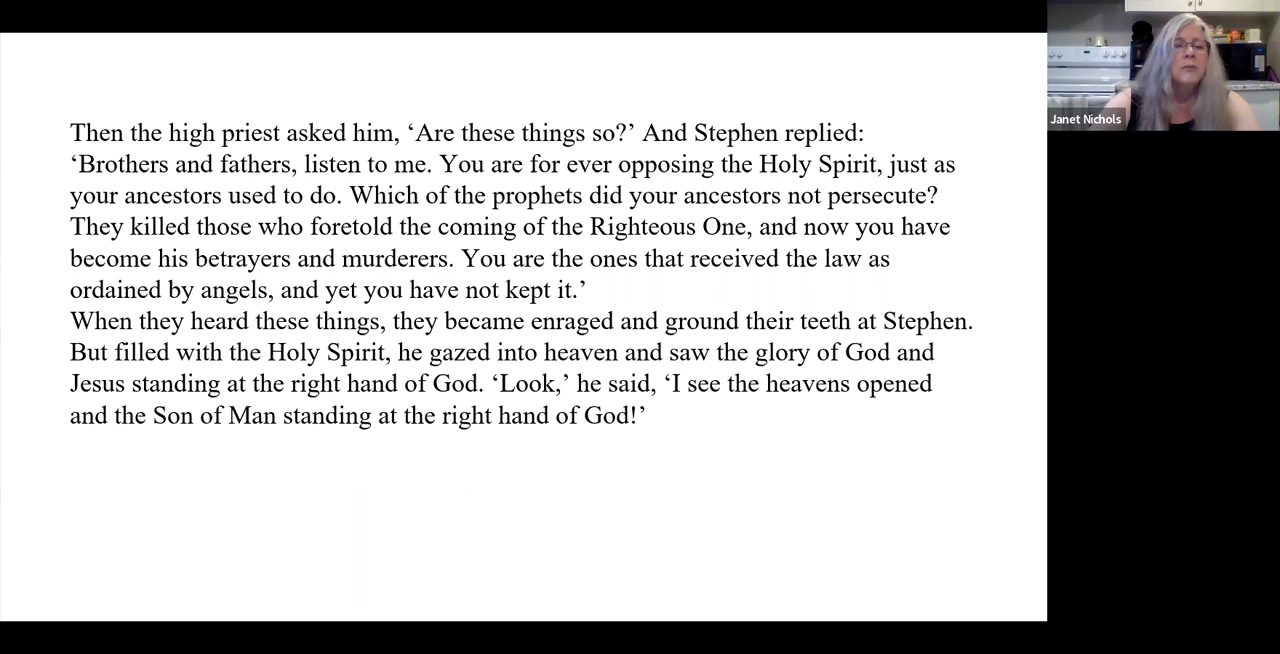 Then the high priest asked him, ‘Are these things so?’ And Stephen replied:
‘Brothers and fathers, listen to me. You are for ever opposing the Holy Spirit, just as
your ancestors used to do. Which of the prophets did your ancestors not persecute?
They killed those who foretold the coming of the Righteous One, and now you have
become his betrayers and murderers. You are the ones that received the law as
ordained by angels, and yet you have not kept it.’
When they heard these things, they became enraged and ground their teeth at Stephen.
But filled with the Holy Spirit, he gazed into heaven and saw the glory of God and
Jesus standing at the right hand of God. ‘Look,’ he said, ‘I see the heavens opened
and the Son of Man standing at the right hand of God!’
Janet Nichols